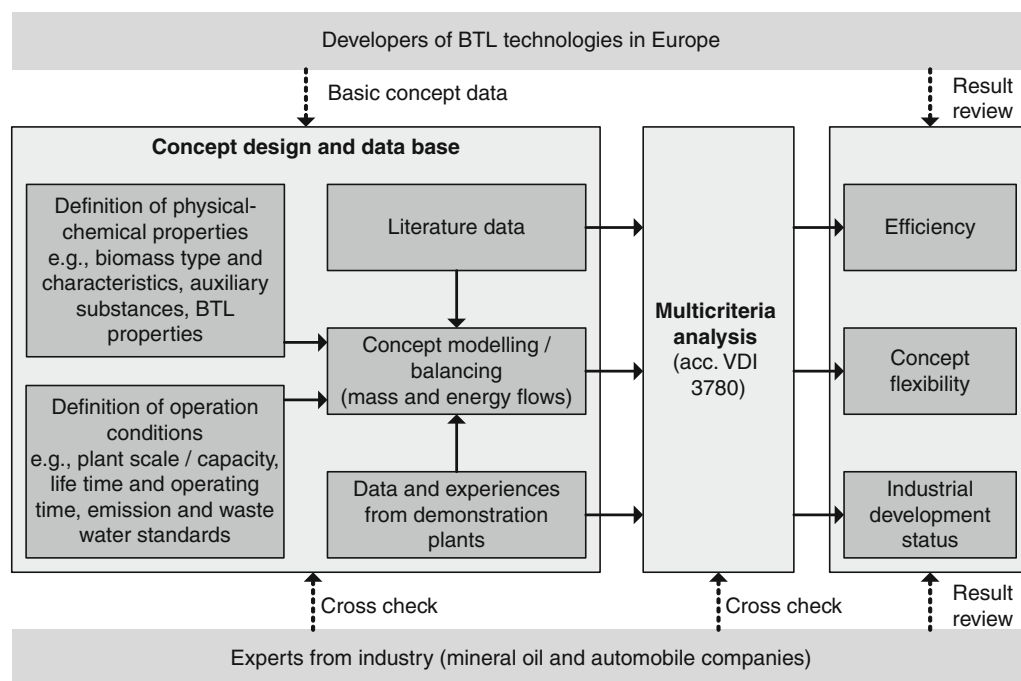 Developers of BTL technologies in Europe
Basic concept data
Result
review
Concept design and data base
Definition of physical-
chemical properties
e.g., biomass type and
characteristics, auxiliary
substances, BTL
properties
Literature data
Efficiency
Concept modelling /
balancing
(mass and energy flows)
Multicriteria
analysis
(acc. VDI
3780)
Concept
flexibility
Definition of operation
conditions
e.g., plant scale / capacity,
life time and operating
time, emission and waste
water standards
Data and experiences
from demonstration
plants
Industrial
development
status
Cross check
Cross check
Result
review
Experts from industry (mineral oil and automobile companies)